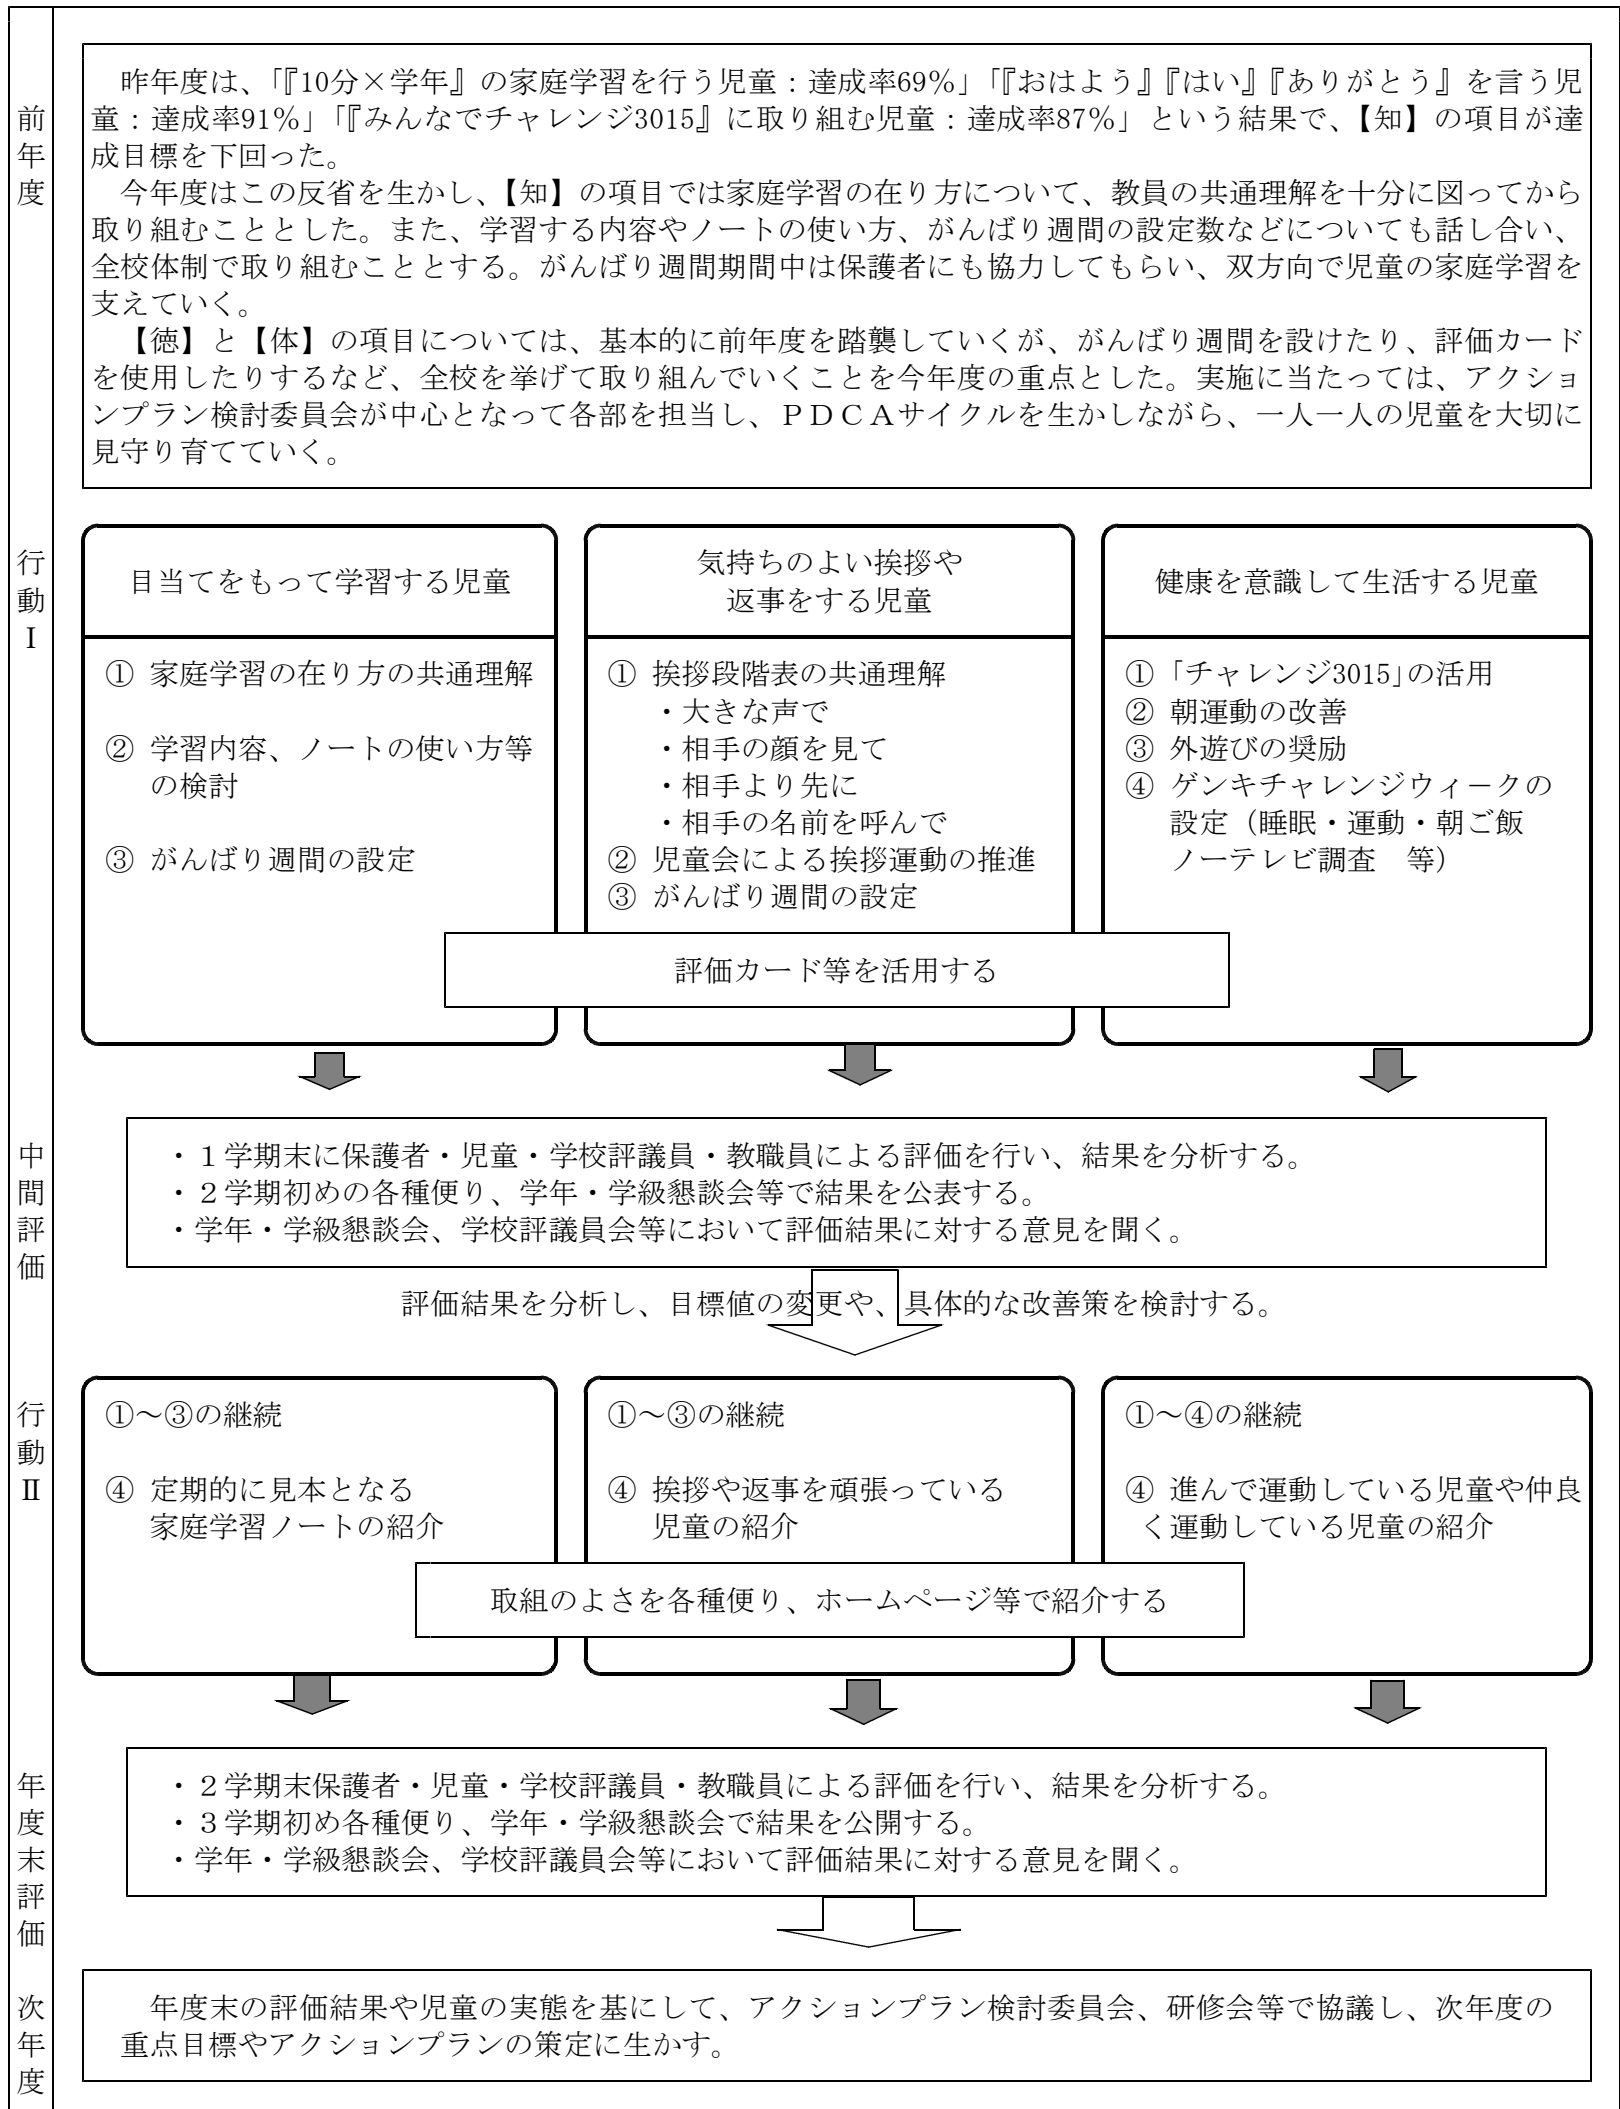 前年度
昨年度は、「『10分×学年』の家庭学習を行う児童：達成率69％」「『おはよう』『はい』『ありがとう』を言う児
童：達成率91％」「『みんなでチャレンジ3015』に取り組む児童：達成率87％」という結果で、【知】の項目が達
成目標を下回った。
今年度はこの反省を生かし、【知】の項目では家庭学習の在り方について、教員の共通理解を十分に図ってから
取り組むこととした。また、学習する内容やノートの使い方、がんばり週間の設定数などについても話し合い、
全校体制で取り組むこととする。がんばり週間期間中は保護者にも協力してもらい、双方向で児童の家庭学習を
支えていく。
【徳】と【体】の項目については、基本的に前年度を踏襲していくが、がんばり週間を設けたり、評価カード
を使用したりするなど、全校を挙げて取り組んでいくことを今年度の重点とした。実施に当たっては、アクショ
ンプラン検討委員会が中心となって各部を担当し、ＰＤＣＡサイクルを生かしながら、一人一人の児童を大切に
見守り育てていく。
行動Ⅰ
目当てをもって学習する児童
① 家庭学習の在り方の共通理解
② 学習内容、ノートの使い方等
の検討
③ がんばり週間の設定
気持ちのよい挨拶や
返事をする児童
① 挨拶段階表の共通理解
・大きな声で
・相手の顔を見て
・相手より先に
・相手の名前を呼んで
② 児童会による挨拶運動の推進
③ がんばり週間の設定
健康を意識して生活する児童
①「チャレンジ3015」の活用
② 朝運動の改善
③ 外遊びの奨励
④ ゲンキチャレンジウィークの
設定（睡眠・運動・朝ご飯
ノーテレビ調査　等）
評価カード等を活用する
中間評価
・１学期末に保護者・児童・学校評議員・教職員による評価を行い、結果を分析する。
・２学期初めの各種便り、学年・学級懇談会等で結果を公表する。
・学年・学級懇談会、学校評議員会等において評価結果に対する意見を聞く。
評価結果を分析し、目標値の変更や、具体的な改善策を検討する。
行動Ⅱ
①～③の継続
④ 定期的に見本となる
家庭学習ノートの紹介
①～③の継続
④ 挨拶や返事を頑張っている
児童の紹介
①～④の継続
④ 進んで運動している児童や仲良
く運動している児童の紹介
取組のよさを各種便り、ホームページ等で紹介する
年度末評価
・２学期末保護者・児童・学校評議員・教職員による評価を行い、結果を分析する。
・３学期初め各種便り、学年・学級懇談会で結果を公開する。
・学年・学級懇談会、学校評議員会等において評価結果に対する意見を聞く。
次年度
年度末の評価結果や児童の実態を基にして、アクションプラン検討委員会、研修会等で協議し、次年度の
重点目標やアクションプランの策定に生かす。